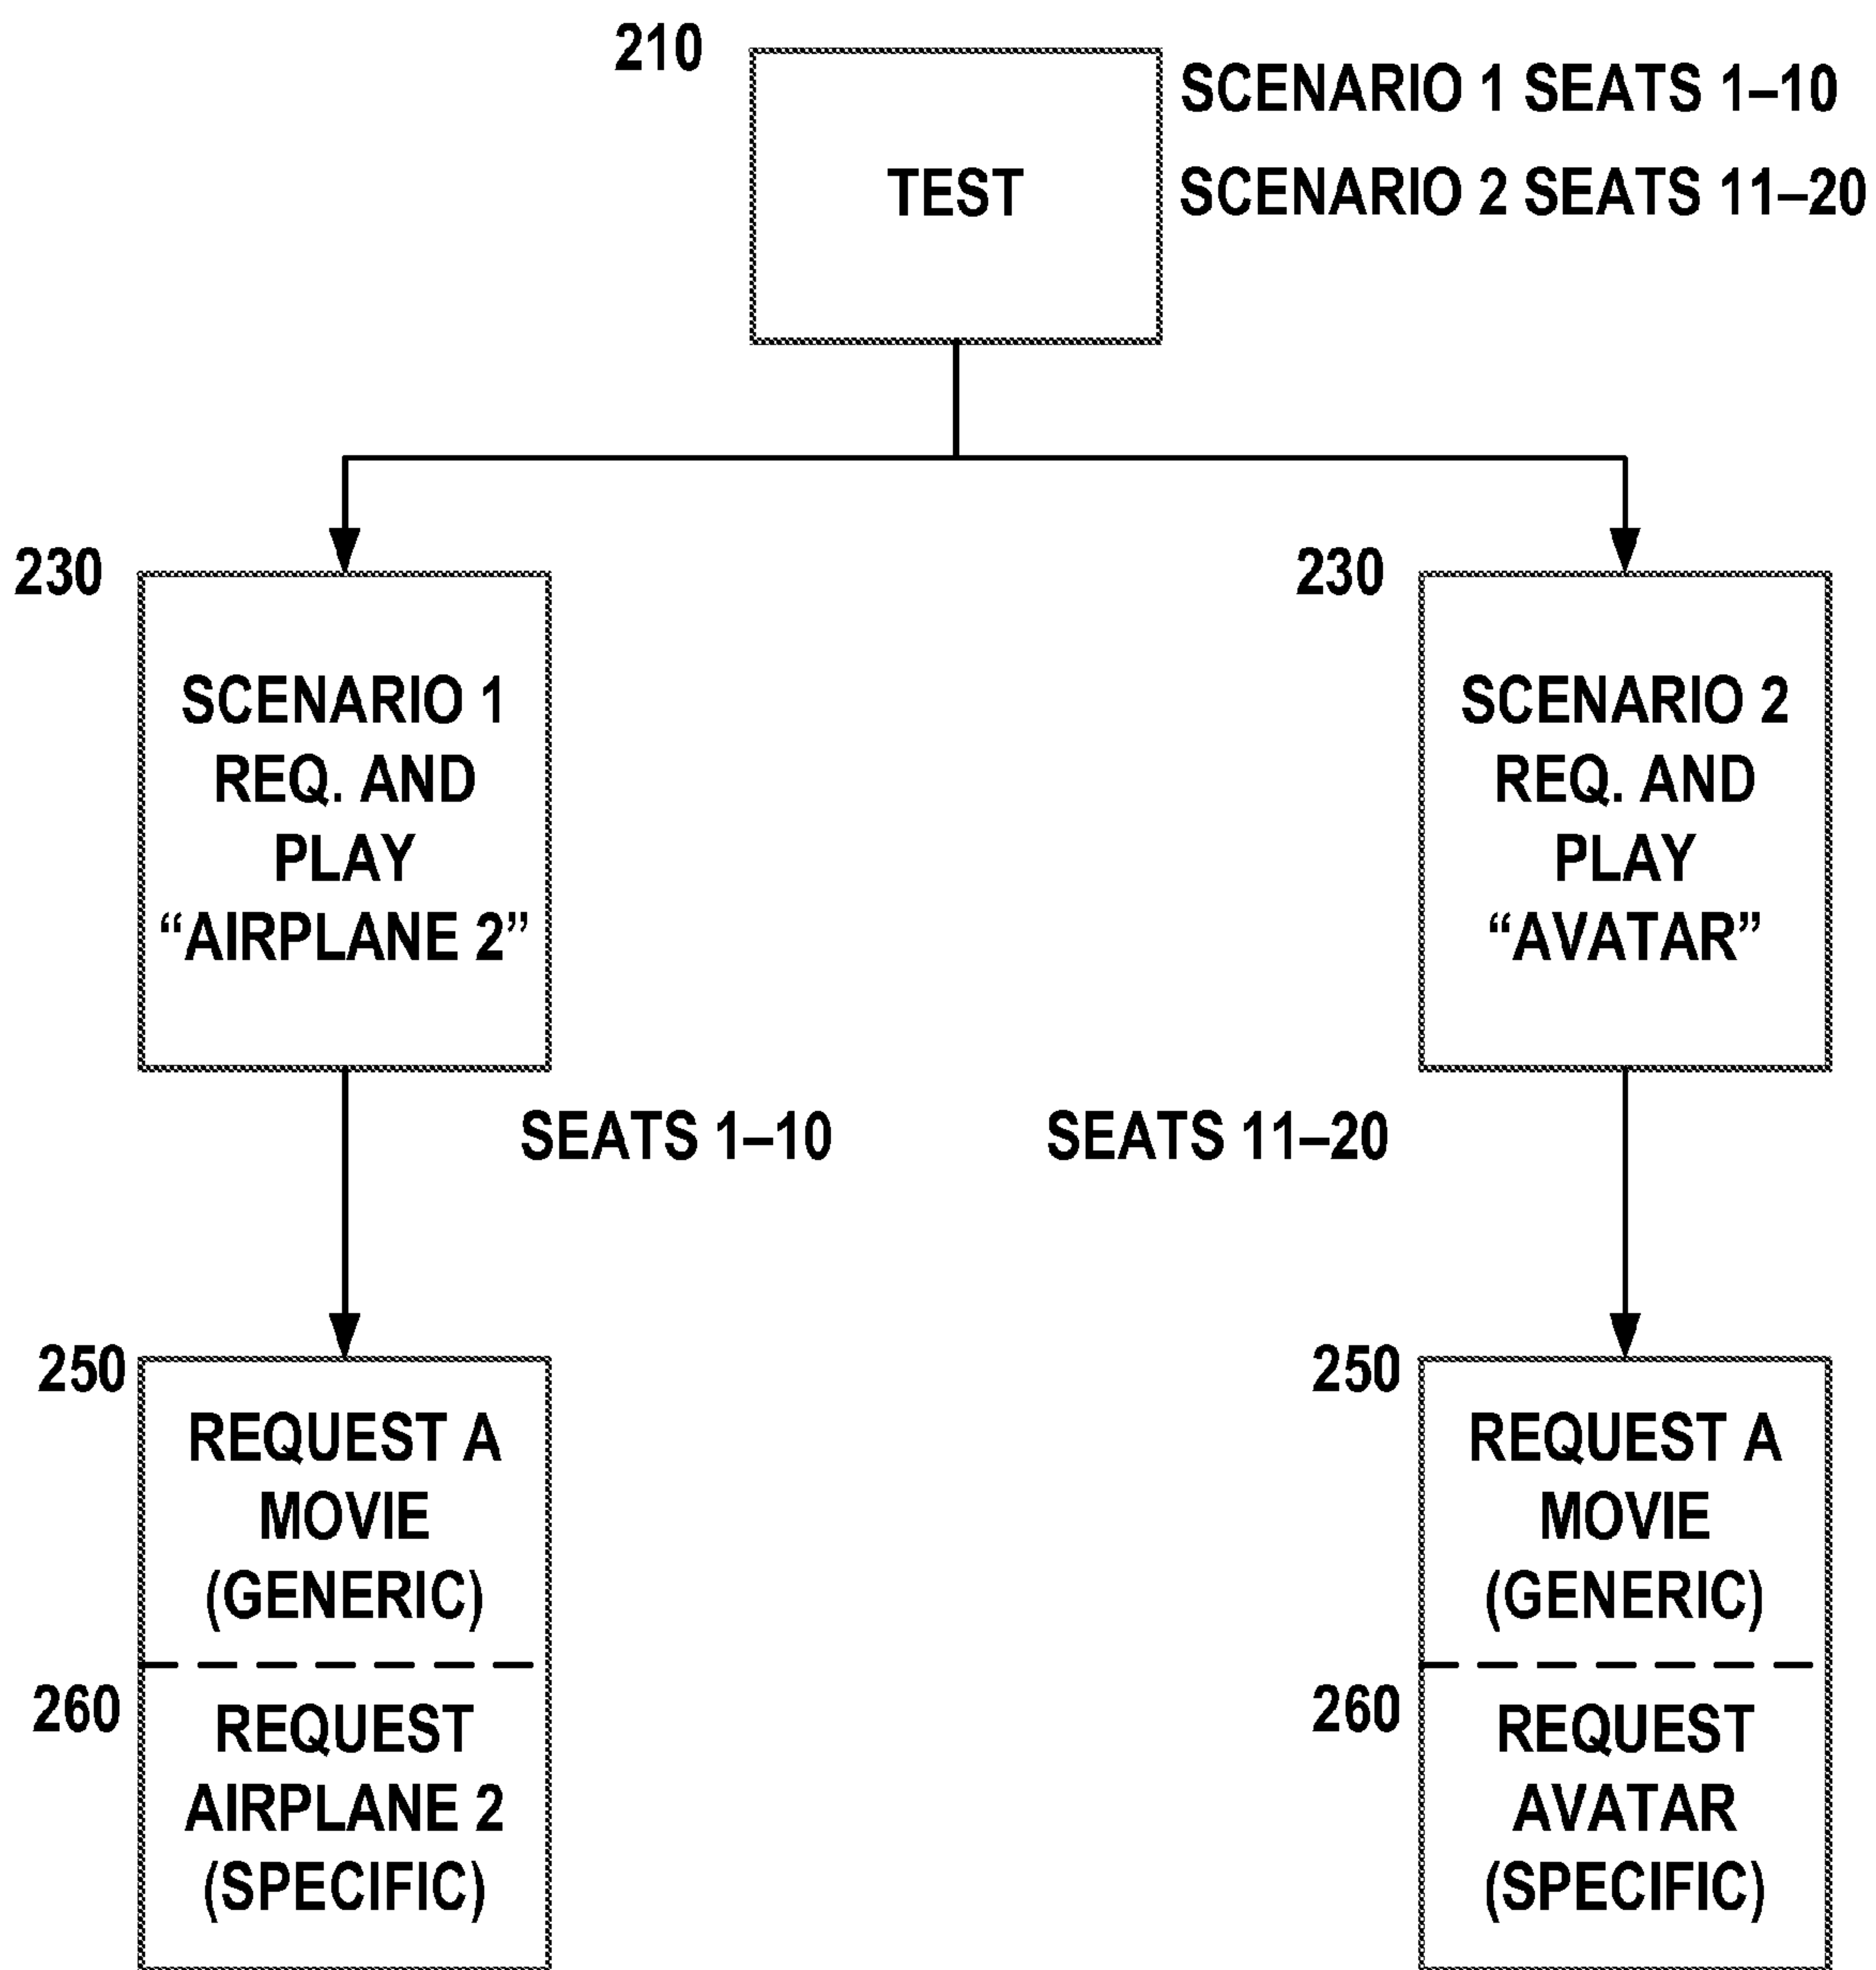 210
SCENARIO 1 SEATS 1–10
TEST
SCENARIO 2 SEATS 11–20
230
SCENARIO 1
REQ. AND
PLAY
“AIRPLANE 2”
230
SCENARIO 2
REQ. AND
PLAY
“AVATAR”
SEATS 1–10
SEATS 11–20
250
REQUEST A
MOVIE
(GENERIC)
260
REQUEST
AIRPLANE 2
(SPECIFIC)
250
REQUEST A
MOVIE
(GENERIC)
260
REQUEST
AVATAR
(SPECIFIC)